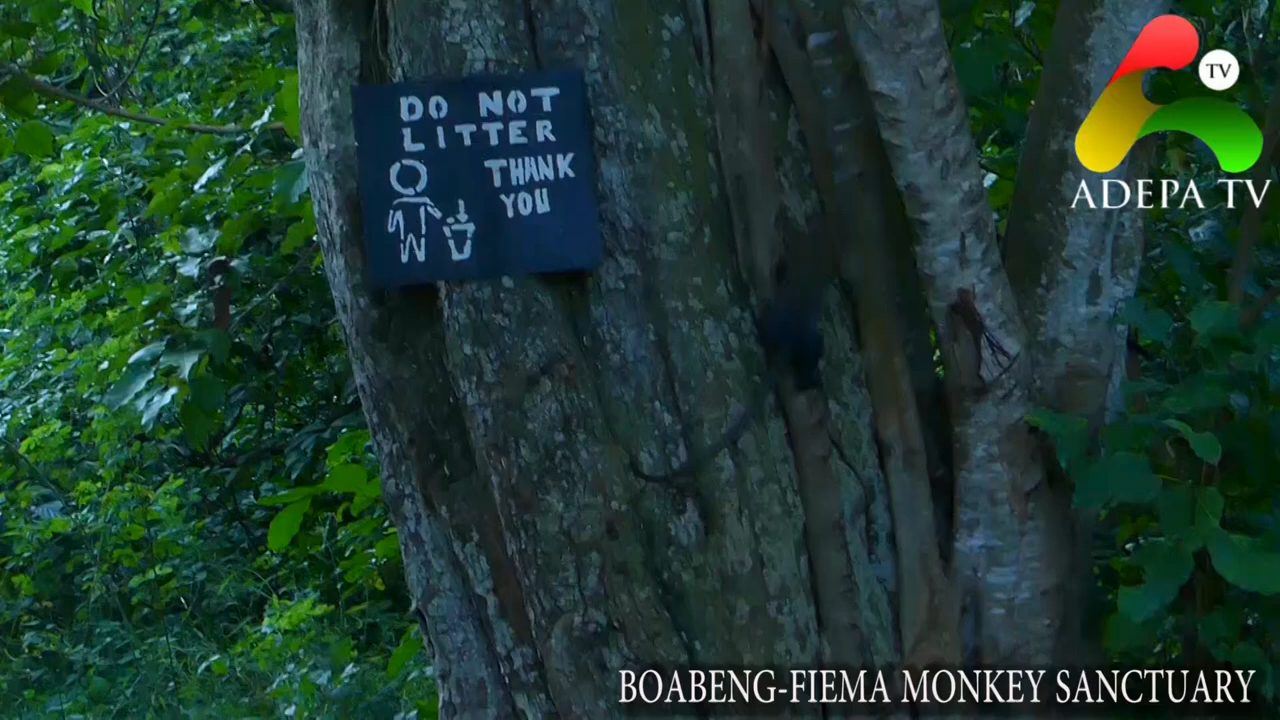 DO NOT
LITTER
THANK
YOU
TV
ADEPA TV
BOABENG-FIEMA MONKEY SANCTUARY